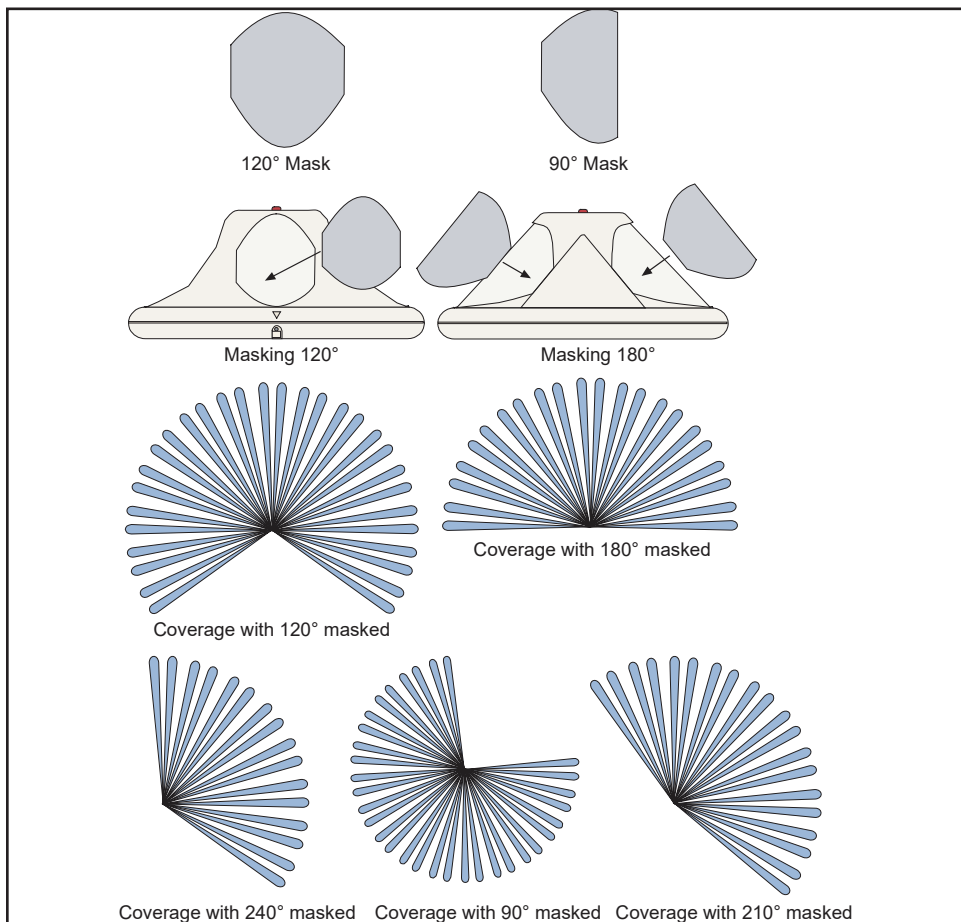 120° Mask
90° Mask
Masking 120°
Masking 180°
Coverage with 180° masked
Coverage with 120° masked
Coverage with 240° masked
Coverage with 90° masked
Coverage with 210° masked